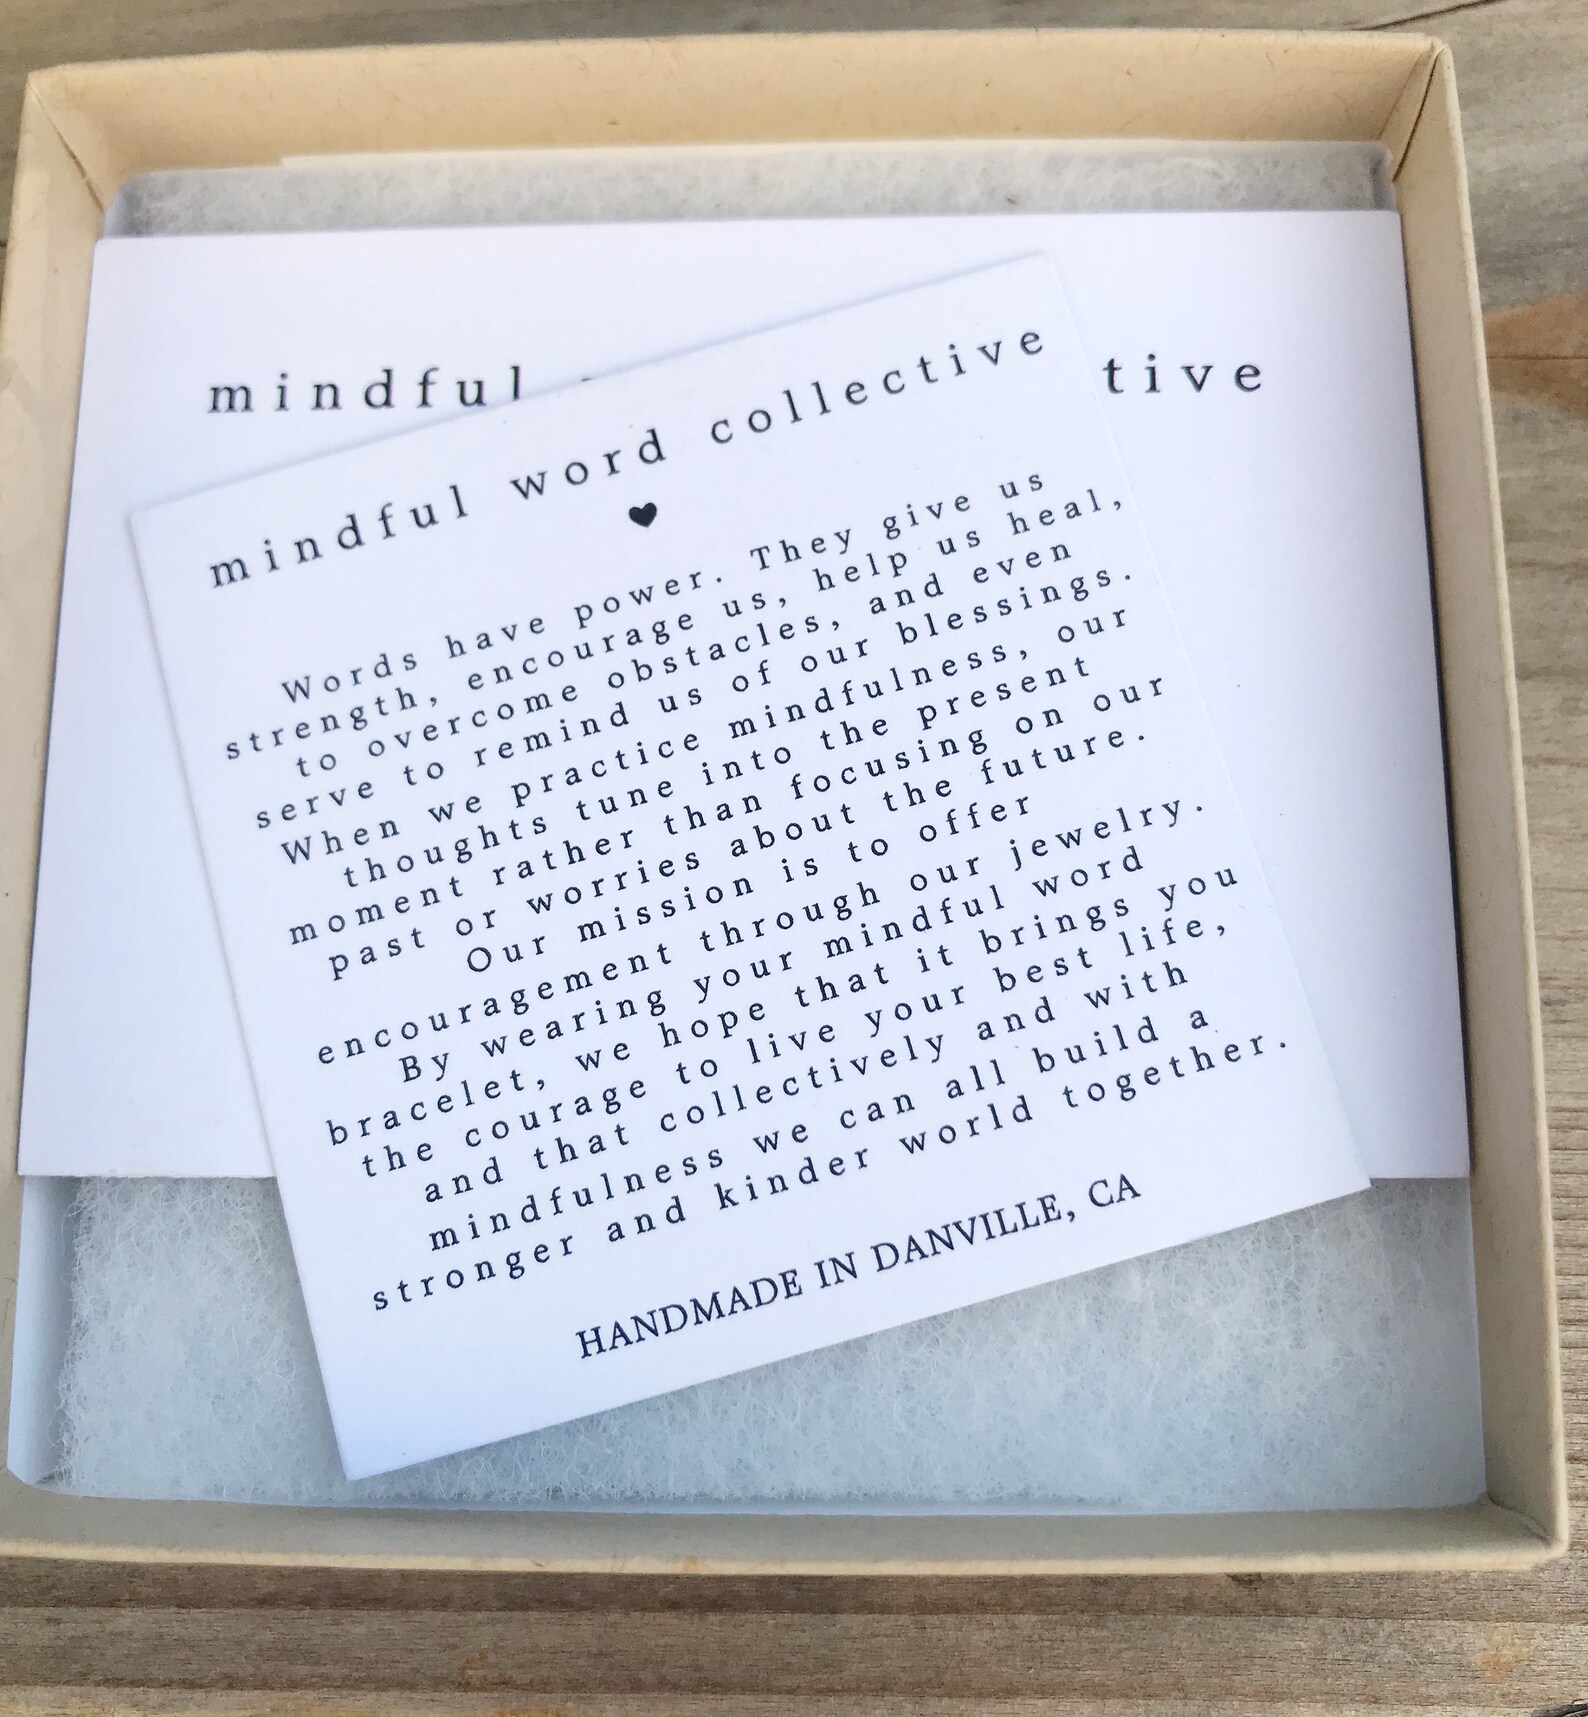 mindful
tive
mindful word collective
Words have power. They give us
strength, encourage us, help us heal,
to overcome obstacles, and even
serve to remind us of our blessings.
When we practice mindfulness, our
thoughts tune into the present
moment rather than focusing on our
past or worries about the future.
Our mission is to offer
encouragement through our jewelry.
By wearing your mindful word
bracelet, we hope that it brings you
the courage to live your best life,
and that collectively and with
mindfulness we can all build a
stronger and kinder world together.
HANDMADE IN DANVILLE, CA